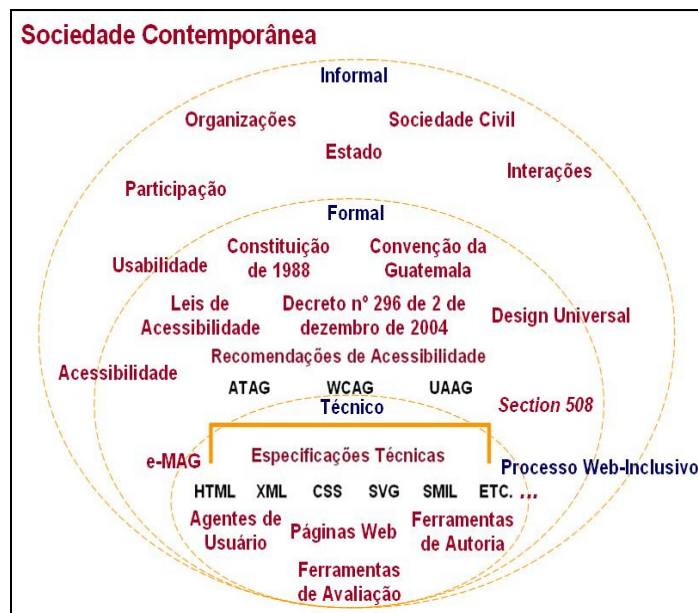 Sociedade Contemporânea
Informal
Organizações
Sociedade Civil
Estado
Interações
Participação
Formal
Usabilidade
Constituição
de 1988
Convenção da
Guatemala
Leis de
Acessibilidade
Decreto nº 296 de 2 de
dezembro de 2004
Design Universal
Recomendações de Acessibilidade
Acessibilidade
ATAG WCAG UAAG
Técnico
Section 508
e-MAG
Especificações Técnicas
Processo Web-Inclusivo
HTML XML CSS SVG SMIL ETC. ...
Agentes de
Usuário
Páginas Web
Ferramentas
de Autoria
Ferramentas
de Avaliação